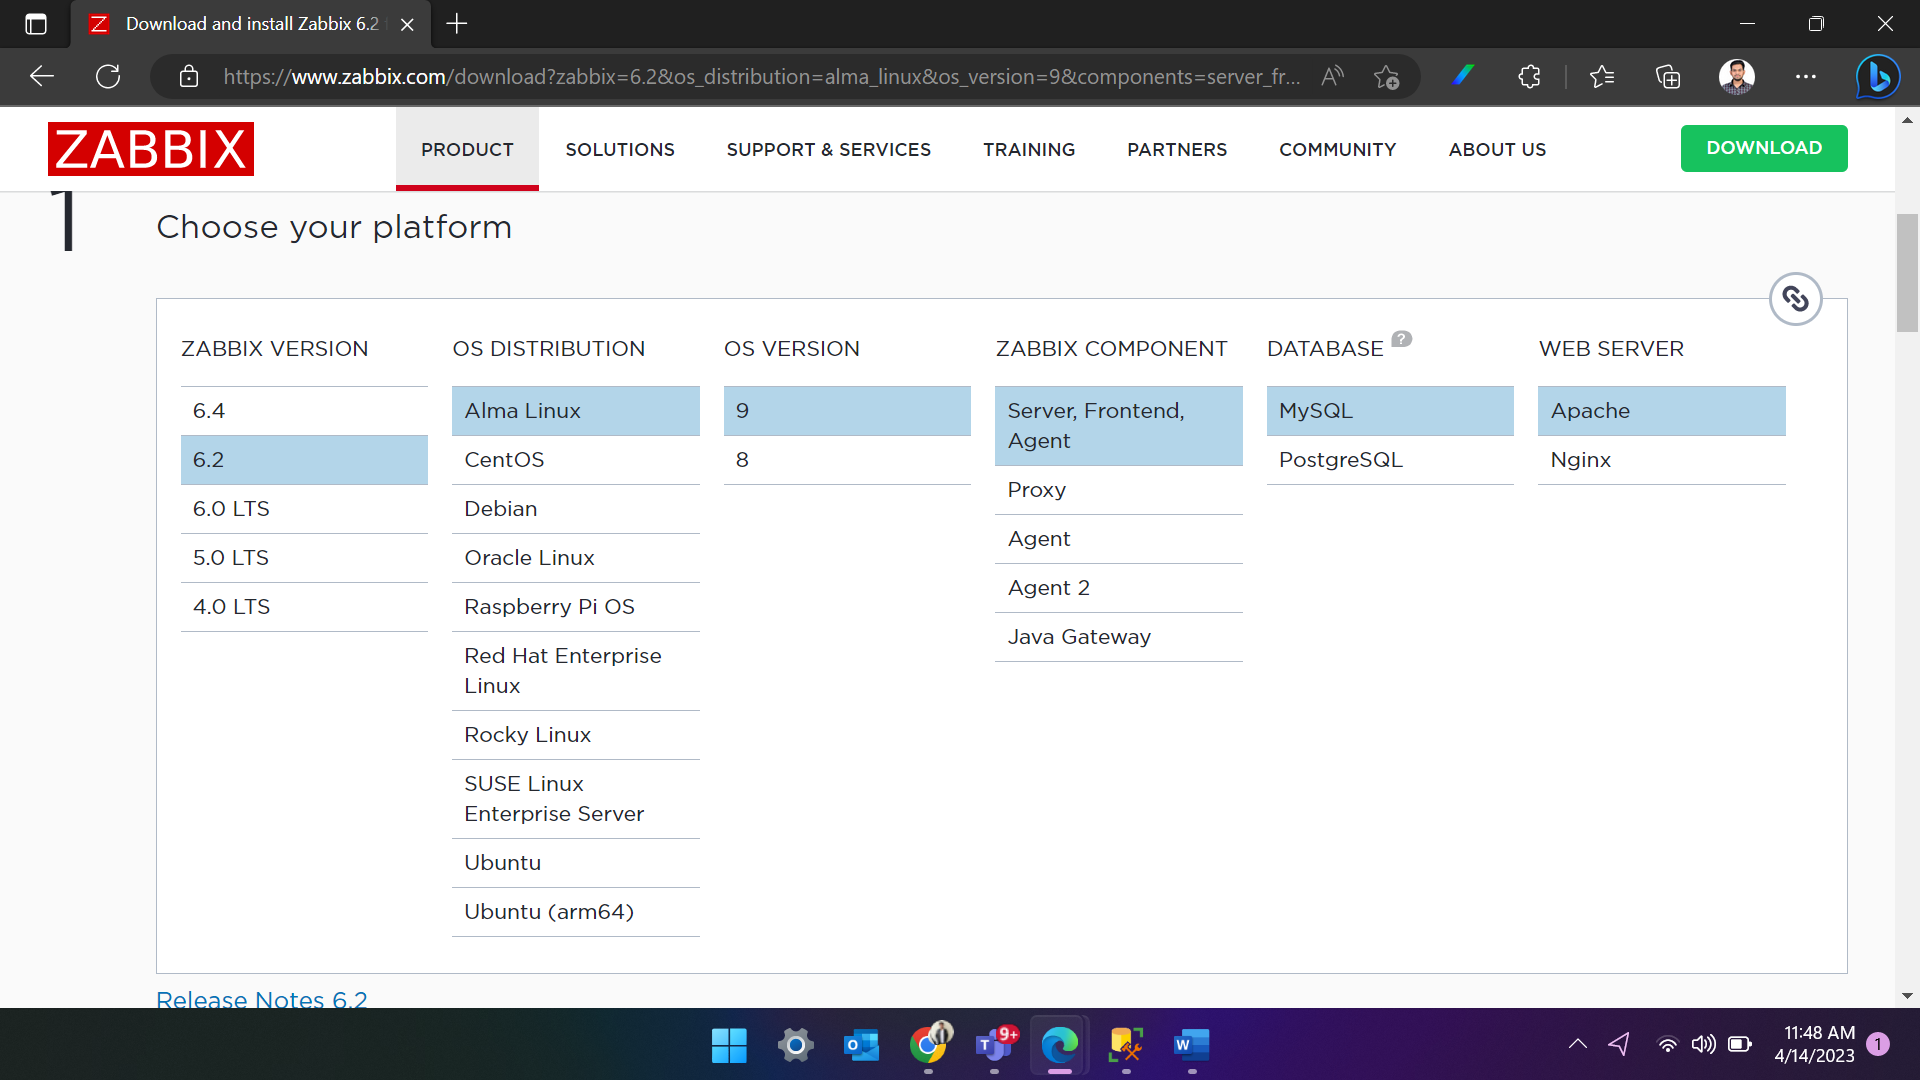 Download and install Zabbix 6.2
https://www.zabbix.com/download?zabbix=6.2&os_distribution=alma_linux&os_version=9&components=server_fr...
ZABBIX
PRODUCT
SOLUTIONS
SUPPORT & SERVICES
TRAINING
PARTNERS
COMMUNITY
ABOUT US
DOWNLOAD
1
Choose your platform
ZABBIX VERSION
6.4
6.2
6.0 LTS
5.0 LTS
4.0 LTS
OS DISTRIBUTION
Alma Linux
CentOS
Debian
Oracle Linux
Raspberry Pi OS
Red Hat Enterprise
Linux
Rocky Linux
SUSE Linux
Enterprise Server
Ubuntu
Ubuntu (arm64)
OS VERSION
9
8
ZABBIX COMPONENT
Server, Frontend,
Agent
Proxy
Agent
Agent 2
Java Gateway
DATABASE ?
MySQL
PostgreSQL
WEB SERVER
Apache
Nginx
Release Notes 6.2
9+
11:48 AM
4/14/2023
1